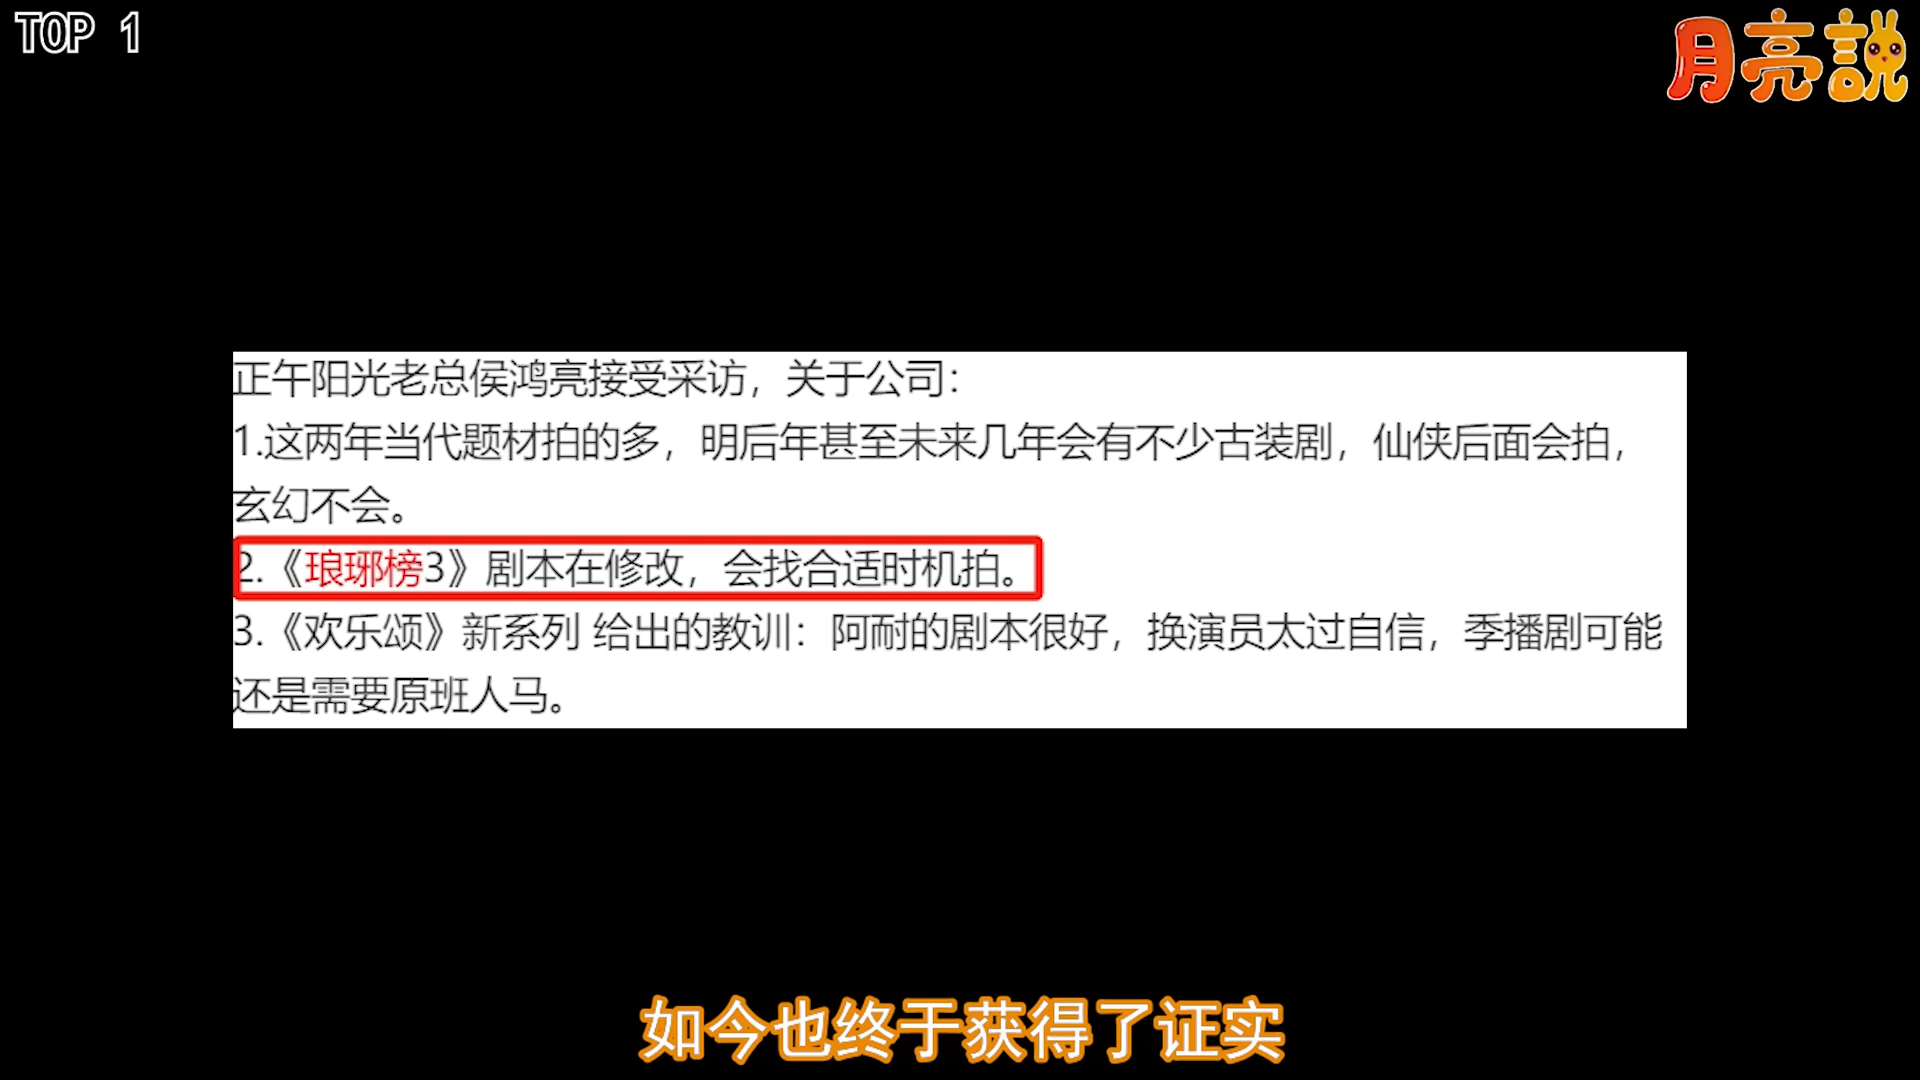 TOP 1
月亮說
正午阳光老总侯鸿亮接受采访，关于公司：
1.这两年当代题材拍的多，明后年甚至未来几年会有不少古装剧，仙侠后面会拍，
玄幻不会。
2.《琅琊榜3》剧本在修改，会找合适时机拍。
3.《欢乐颂》新系列 给出的教训：阿耐的剧本很好，换演员太过自信，季播剧可能
还是需要原班人马。
如今也终于获得了证实